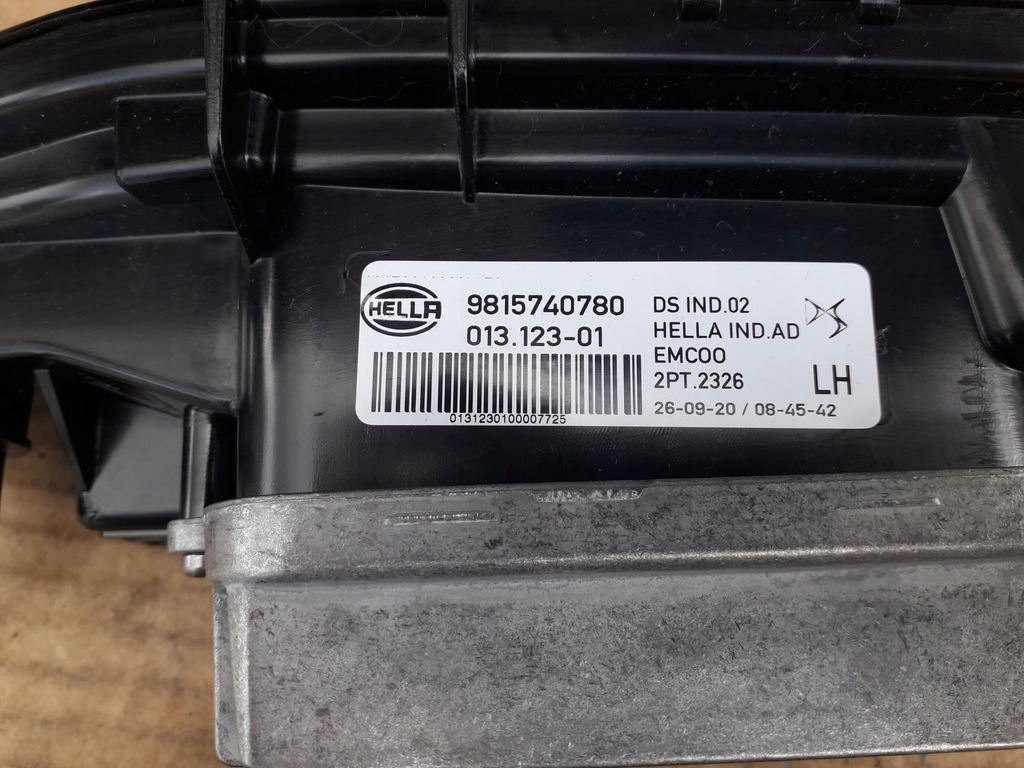 HELLA
9815740780
013.123-01
0131230100007725
DS IND.02
HELLA IND.AD
EMC00
2PT.2326
LH
26-09-20 / 08-45-42